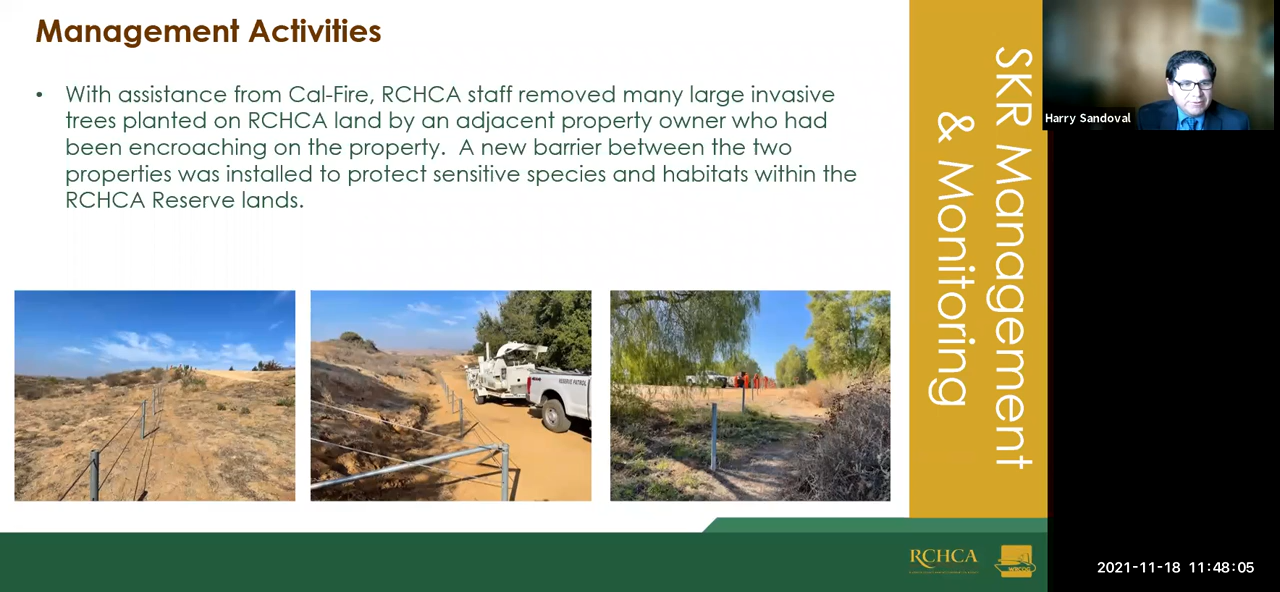 Management Activities
• With assistance from Cal-Fire, RCHCA staff removed many large invasive
trees planted on RCHCA land by an adjacent property owner who had
been encroaching on the property.  A new barrier between the two
properties was installed to protect sensitive species and habitats within the
RCHCA Reserve lands.
SKR Management
& Monitoring
Harry Sandoval
RESERVE PATROL
RCHCA
WRCOG
2021-11-18 11:48:05